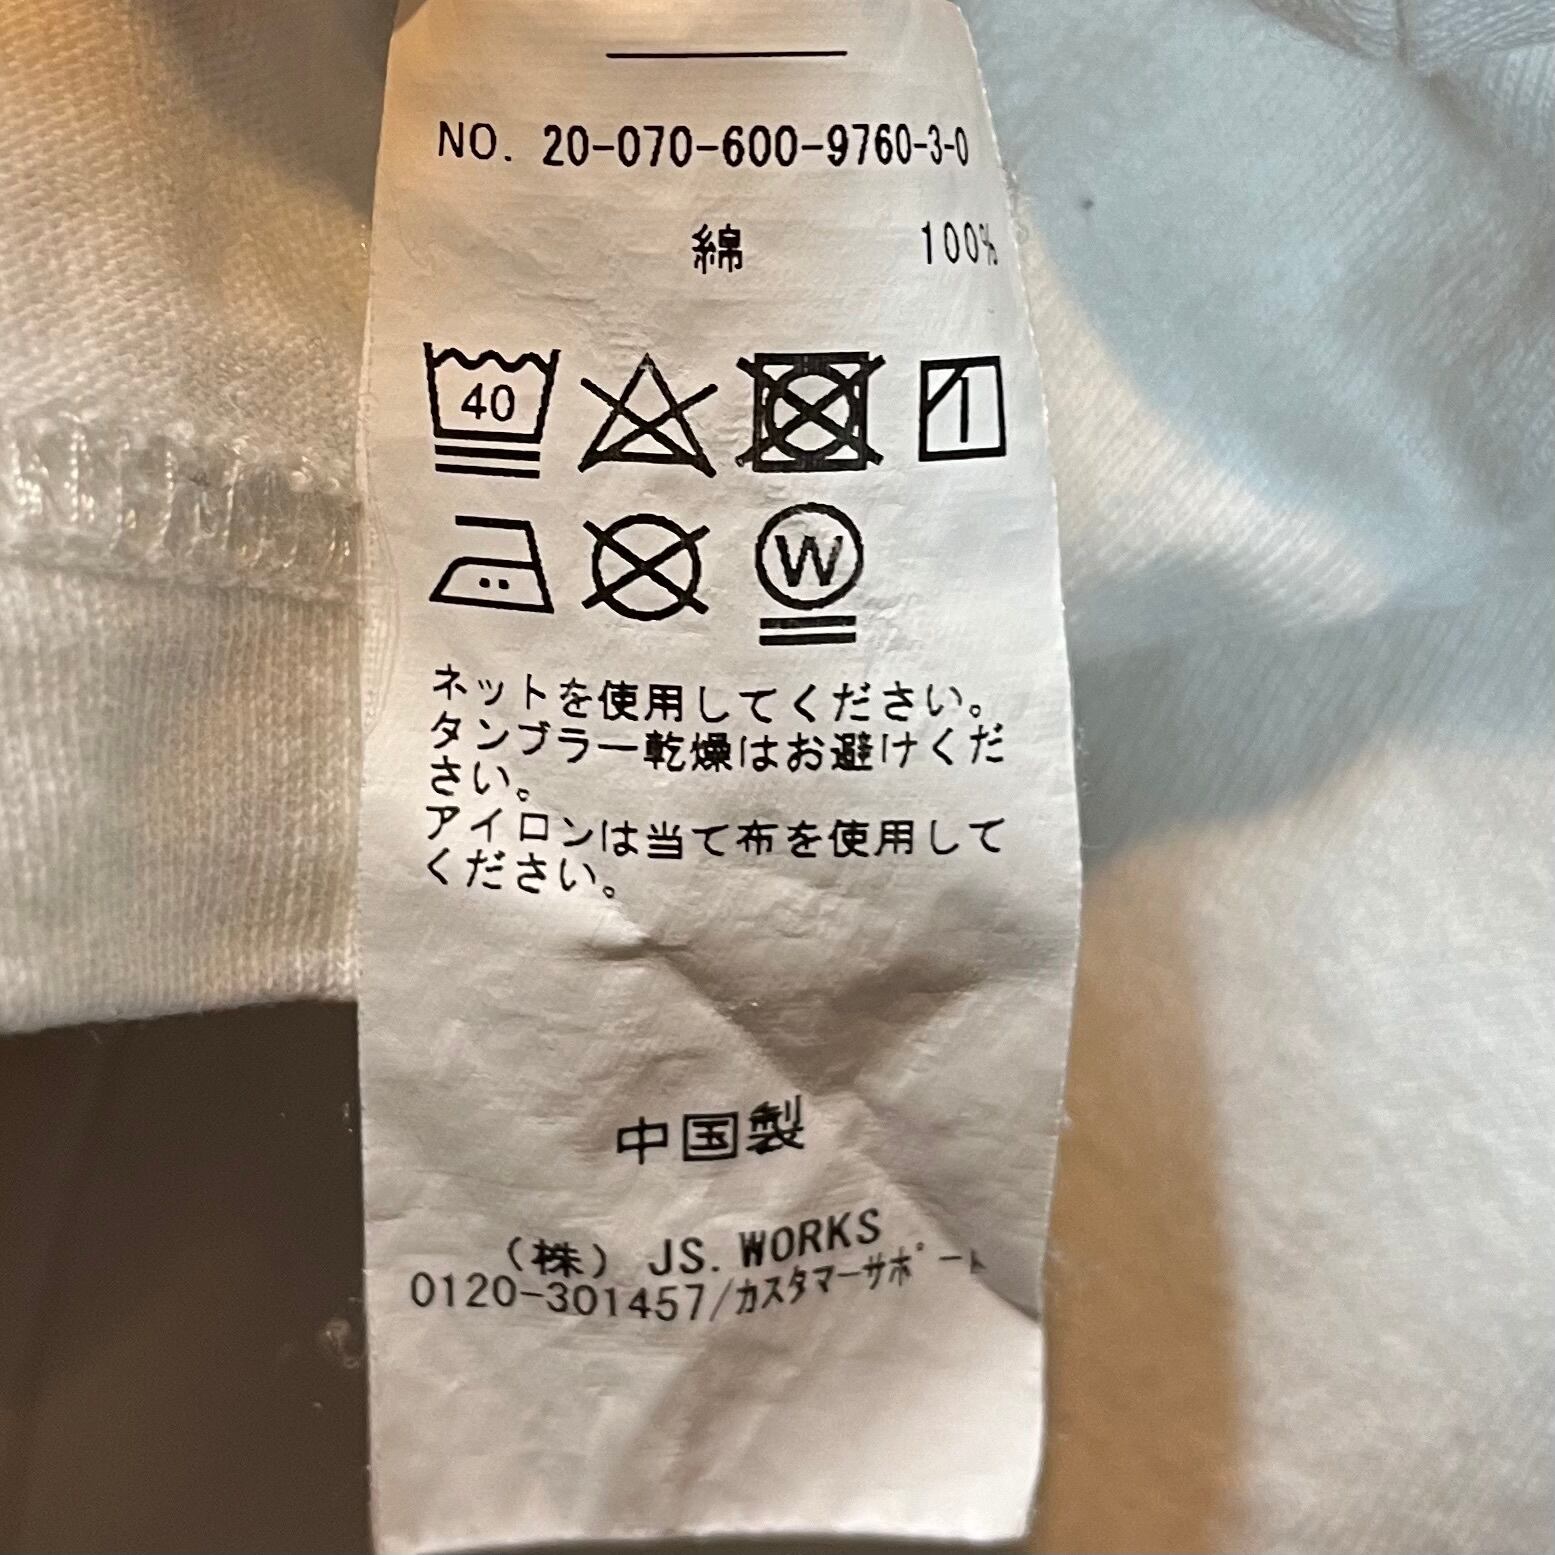 NO. 20-070-600-9760-3-0
綿 100%
40
W
ネットを使用してください。
タンブラー乾燥はお避けくだ
さい。
アイロンは当て布を使用して
ください。
中国製
（株） JS. WORKS
0120-301457/カスタマーサポート